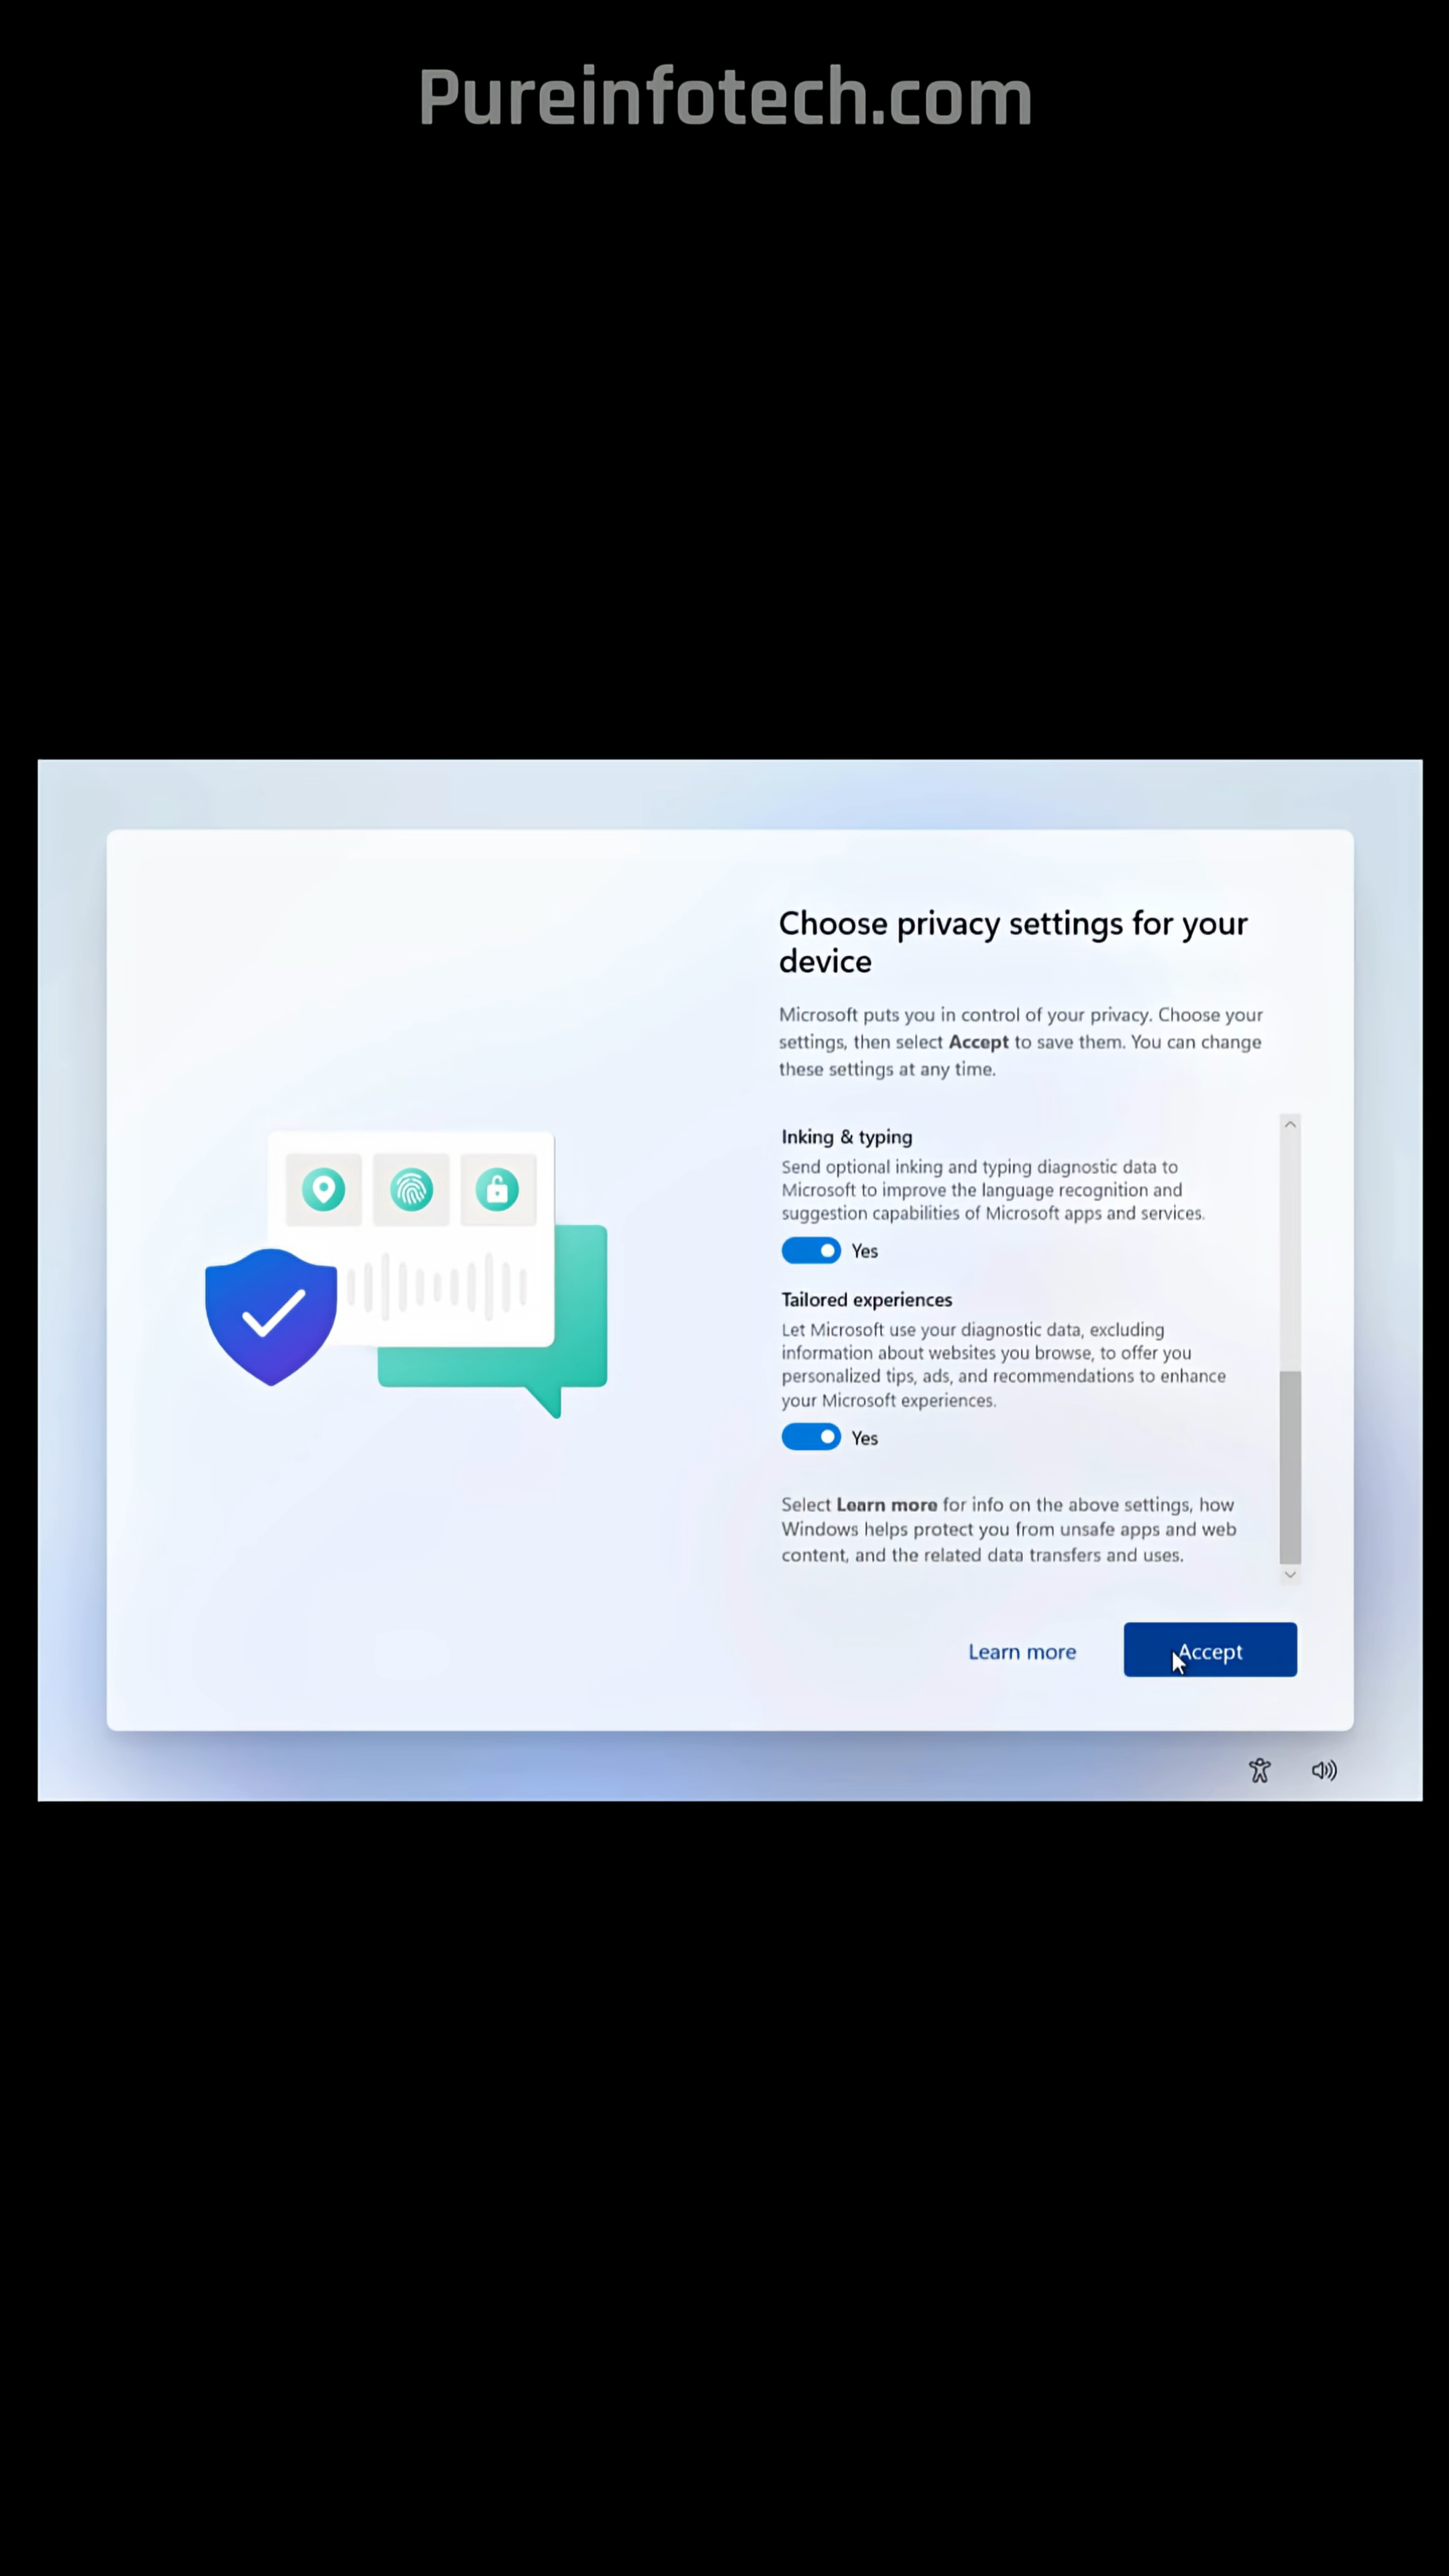 Pureinfotech.com
Choose privacy settings for your
device
Microsoft puts you in control of your privacy. Choose your
settings, then select Accept to save them. You can change
these settings at any time.
Inking & typing
Send optional inking and typing diagnostic data to
Microsoft to improve the language recognition and
suggestion capabilities of Microsoft apps and services.
Yes
Tailored experiences
Let Microsoft use your diagnostic data, excluding
information about websites you browse, to offer you
personalized tips, ads, and recommendations to enhance
your Microsoft experiences.
Yes
Select Learn more for info on the above settings, how
Windows helps protect you from unsafe apps and web
content, and the related data transfers and uses.
Learn more
Accept